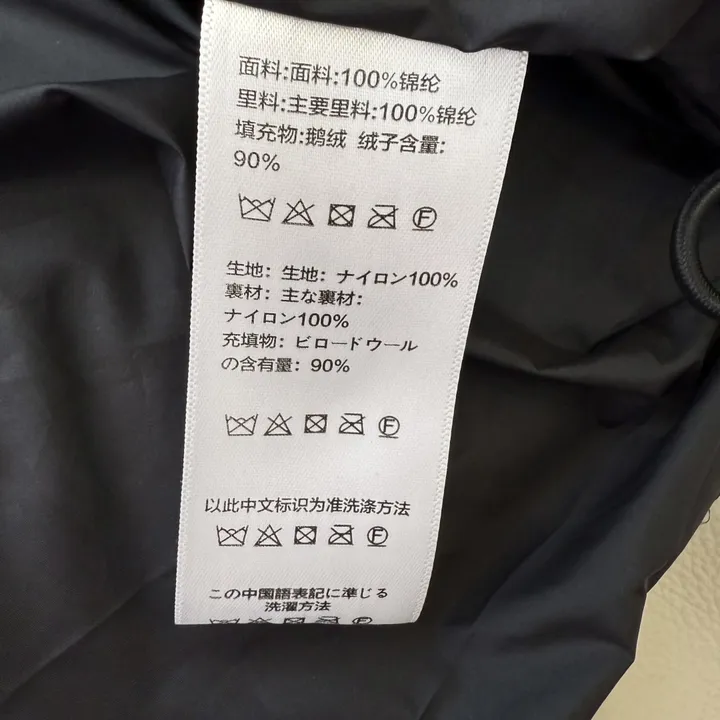 面料:面料:100%锦纶
里料:主要里料:100%锦纶
填充物:鹅绒 绒子含量:
90%
F
生地: 生地: ナイロン100%
裏材: 主な裏材:
ナイロン100%
充填物: ビロードウール
の含有量: 90%
F
以此中文标识为准洗涤方法
F
この中国語表記に準じる
洗濯方法
F